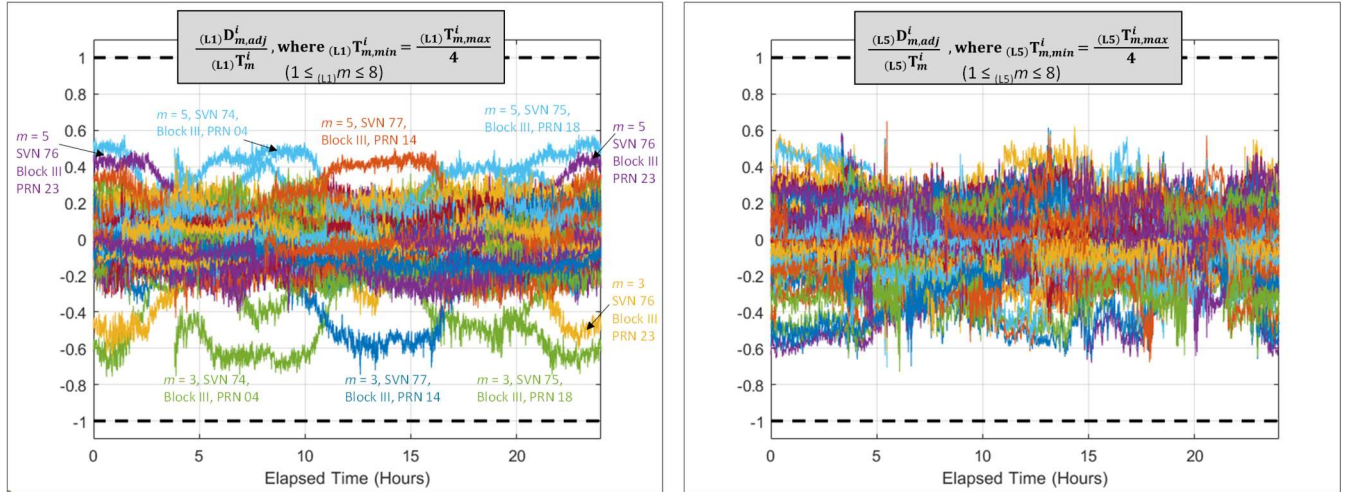 (L1)D^i_m,adj / (L1)T^i_m , where (L1)T^i_m,min = (L1)T^i_m,max / 4
(1 ≤ (L1)m ≤ 8)
1
0.8
0.6
0.4
0.2
0
-0.2
-0.4
-0.6
-0.8
-1
m = 5
SVN 76
Block III
PRN 23
m = 5, SVN 74,
Block III, PRN 04
m = 5, SVN 77,
Block III, PRN 14
m = 5, SVN 75,
Block III, PRN 18
m = 5
SVN 76
Block III
PRN 23
m = 3
SVN 76
Block III
PRN 23
m = 3, SVN 74,
Block III, PRN 04
m = 3, SVN 77,
Block III, PRN 14
m = 3, SVN 75,
Block III, PRN 18
0 5 10 15 20
Elapsed Time (Hours)
(L5)D^i_m,adj / (L5)T^i_m , where (L5)T^i_m,min = (L5)T^i_m,max / 4
(1 ≤ (L5)m ≤ 8)
1
0.8
0.6
0.4
0.2
0
-0.2
-0.4
-0.6
-0.8
-1
0 5 10 15 20
Elapsed Time (Hours)